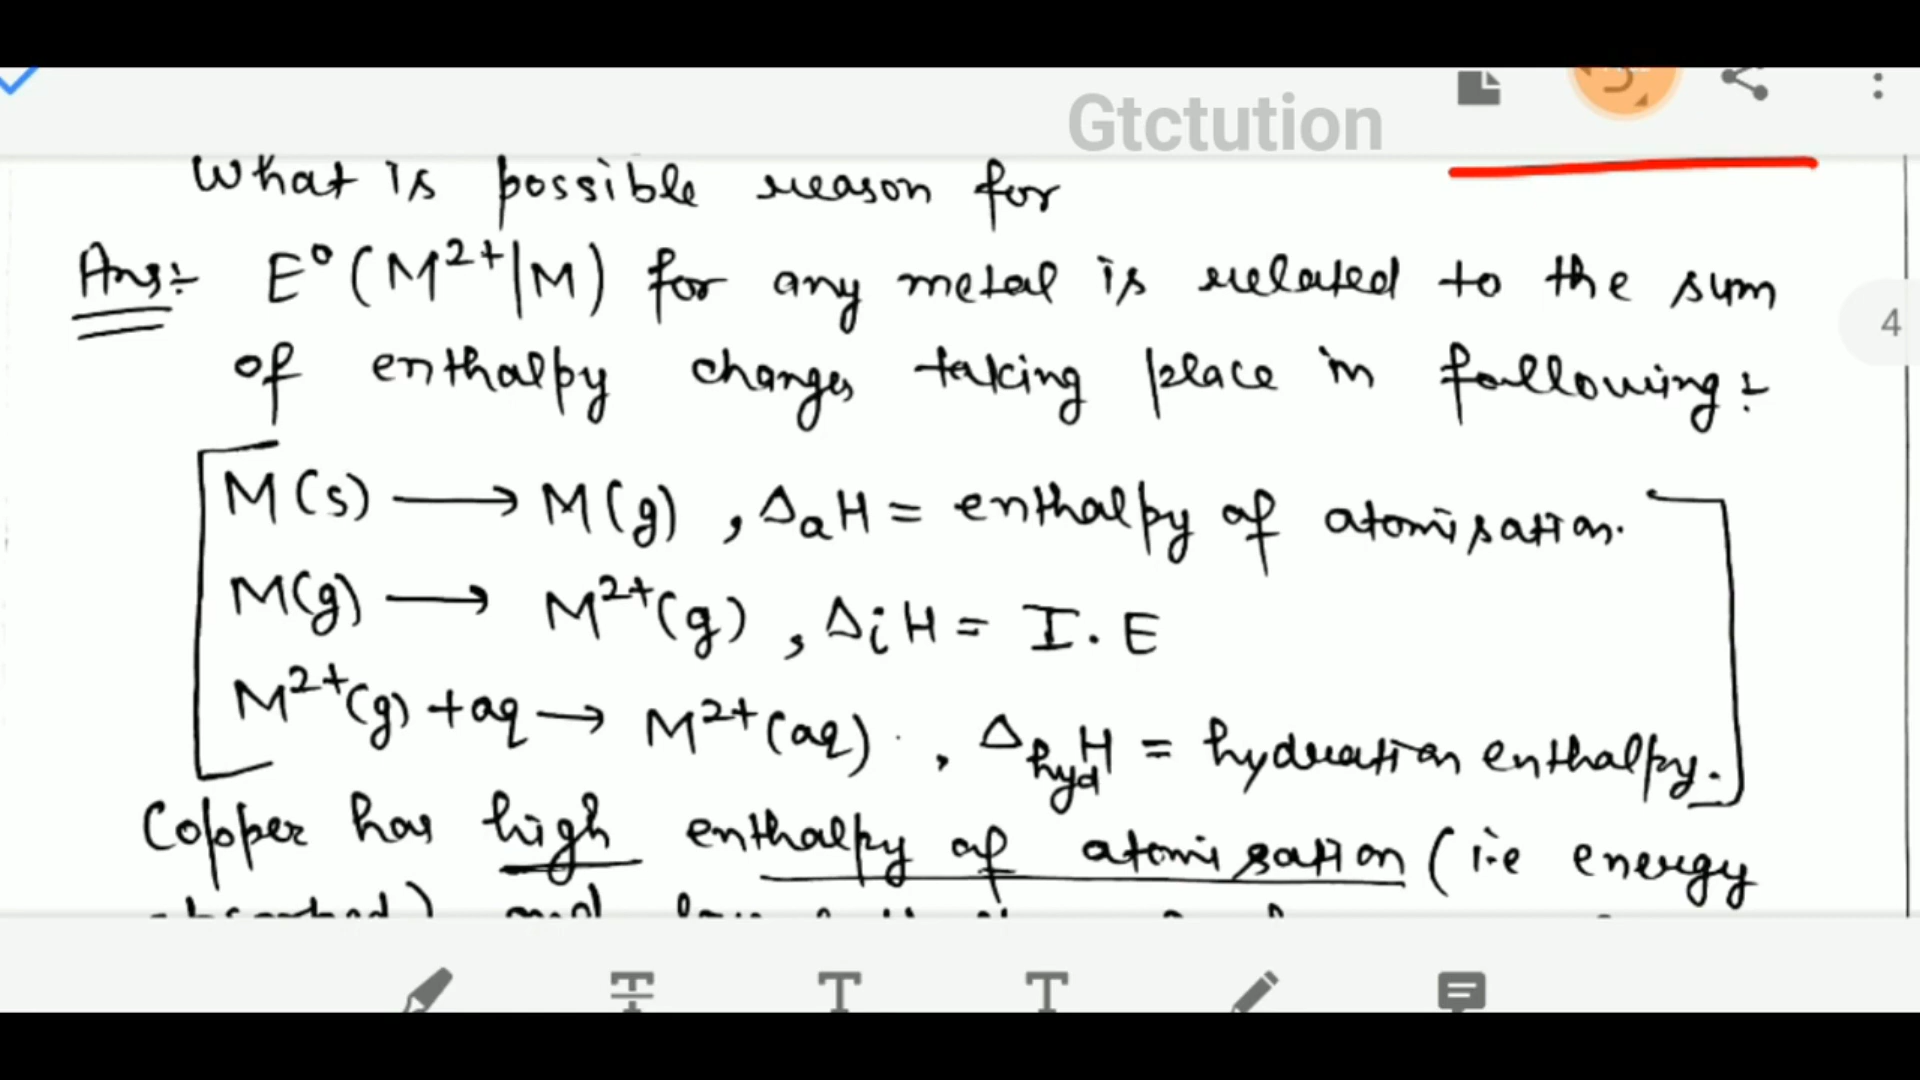 Gtctution
What is possible reason for
Ans:- E°(M²⁺|M) for any metal is related to the sum
4
of enthalpy changes taking place in following:-
M(s) ⟶ M(g) , ΔₐH = enthalpy of atomisation.
M(g) ⟶ M²⁺(g) , ΔᵢH = I.E
M²⁺(g) + aq → M²⁺(aq) , Δ_hyd H = hydration enthalpy.
Copper has high enthalpy of atomisation (i.e energy